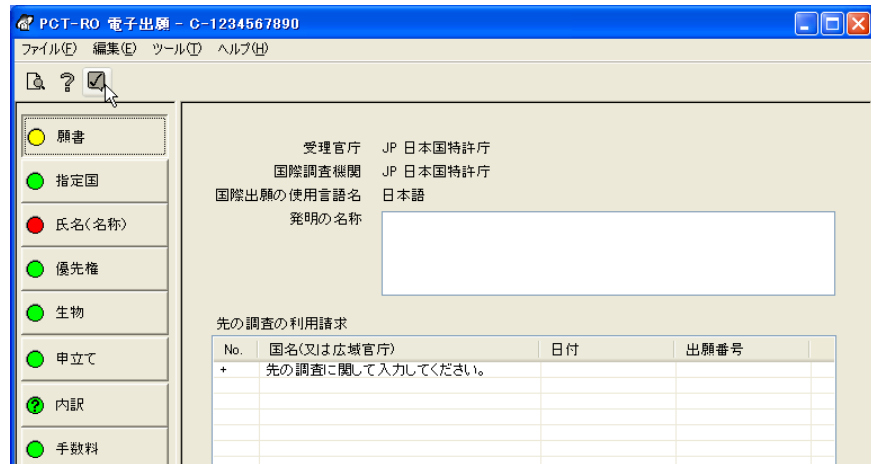 PCT-RO 電子出願 - C-1234567890
ファイル(F) 編集(E) ツール(T) ヘルプ(H)
願書
指定国
氏名(名称)
優先権
生物
申立て
内訳
手数料
受理官庁 JP 日本国特許庁
国際調査機関 JP 日本国特許庁
国際出願の使用言語名 日本語
発明の名称
先の調査の利用請求
No. 国名(又は広域官庁) 日付 出願番号
+ 先の調査に関して入力してください。